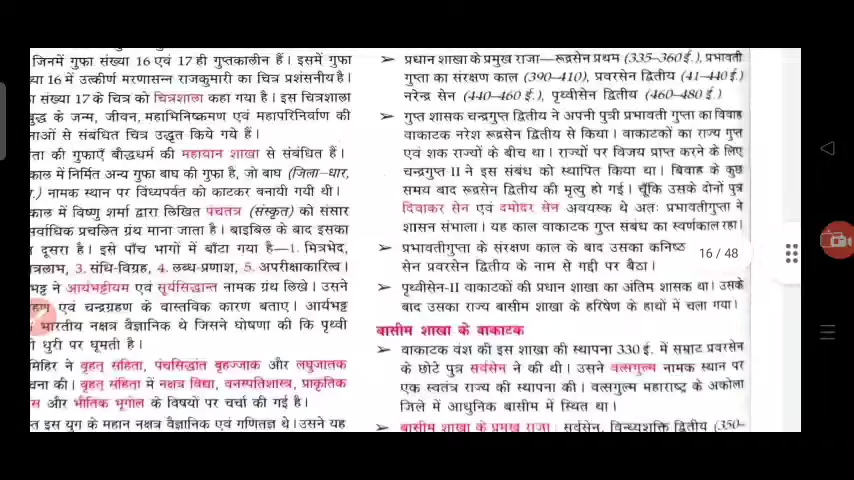 जिनमें गुफा संख्या 16 एवं 17 ही गुप्तकालीन हैं। इसमें गुफा
ख्या 16 में उत्कीर्ण मरणासन्न राजकुमारी का चित्र प्रशंसनीय है।
संख्या 17 के चित्र को चित्रशाला कहा गया है। इस चित्रशाला
बुद्ध के जन्म, जीवन, महाभिनिष्क्रमण एवं महापरिनिर्वाण की
नाओं से संबंधित चित्र उद्धृत किये गये हैं।
ता की गुफाएँ बौद्धधर्म की महायान शाखा से संबंधित हैं।
काल में निर्मित अन्य गुफा बाघ की गुफा है, जो बाघ (जिला-धार,
.) नामक स्थान पर विंध्यपर्वत को काटकर बनायी गयी थी।
काल में विष्णु शर्मा द्वारा लिखित पंचतंत्र (संस्कृत) को संसार
सर्वाधिक प्रचलित ग्रंथ माना जाता है। बाइबिल के बाद इसका
दूसरा है। इसे पाँच भागों में बाँटा गया है—1. मित्रभेद,
त्रलाभ, 3. संधि-विग्रह, 4. लब्ध-प्रणाश, 5. अपरीक्षाकारित्व।
भट्ट ने आर्यभट्टीयम एवं सूर्यसिद्धान्त नामक ग्रंथ लिखे। उसने
ग्रहण एवं चन्द्रग्रहण के वास्तविक कारण बताए। आर्यभट्ट
भारतीय नक्षत्र वैज्ञानिक थे जिसने घोषणा की कि पृथ्वी
धुरी पर घूमती है।
मिहिर ने वृहत् संहिता, पंचसिद्धांत वृहज्जाक और लघुजातक
चना की। वृहत् संहिता में नक्षत्र विद्या, वनस्पतिशास्त्र, प्राकृतिक
स और भौतिक भूगोल के विषयों पर चर्चा की गई है।
त इस युग के महान नक्षत्र वैज्ञानिक एवं गणितज्ञ थे। उसने यह
➢ प्रधान शाखा के प्रमुख राजा—रूद्रसेन प्रथम (335-360ई.), प्रभावती
गुप्ता का संरक्षण काल (390-410), प्रवरसेन द्वितीय (41-440ई.)
नरेन्द्र सेन (440-460ई.), पृथ्वीसेन द्वितीय (460-480ई.)
➢ गुप्त शासक चन्द्रगुप्त द्वितीय ने अपनी पुत्री प्रभावती गुप्ता का विवाह
वाकाटक नरेश रूद्रसेन द्वितीय से किया। वाकाटकों का राज्य गुप्त
एवं शक राज्यों के बीच था। राज्यों पर विजय प्राप्त करने के लिए
चन्द्रगुप्त II ने इस संबंध को स्थापित किया था। बिवाह के कुछ
समय बाद रूद्रसेन द्वितीय की मृत्यु हो गई। चूँकि उसके दोनों पुत्र
दिवाकर सेन एवं दमोदर सेन अवयस्क थे अतः प्रभावतीगुप्ता ने
शासन संभाला। यह काल वाकाटक गुप्त संबंध का स्वर्णकाल रहा।
➢ प्रभावतीगुप्ता के संरक्षण काल के बाद उसका कनिष्ठ
सेन प्रवरसेन द्वितीय के नाम से गद्दी पर बैठा।
16 / 48
➢ पृथ्वीसेन-II वाकाटकों की प्रधान शाखा का अंतिम शासक था। उसके
बाद उसका राज्य बासीम शाखा के हरिषेण के हाथों में चला गया।
बासीम शाखा के वाकाटक
➢ वाकाटक वंश की इस शाखा की स्थापना 330 ई. में सम्राट प्रवरसेन
के छोटे पुत्र सर्वसेन ने की थी। उसने वत्सगुल्म नामक स्थान पर
एक स्वतंत्र राज्य की स्थापना की। वत्सगुल्म महाराष्ट्र के अकोला
जिले में आधुनिक बासीम में स्थित था।
➢ बासीम शाखा के प्रमुख राजा : सर्वसेन, विन्ध्यशक्ति द्वितीय (350-